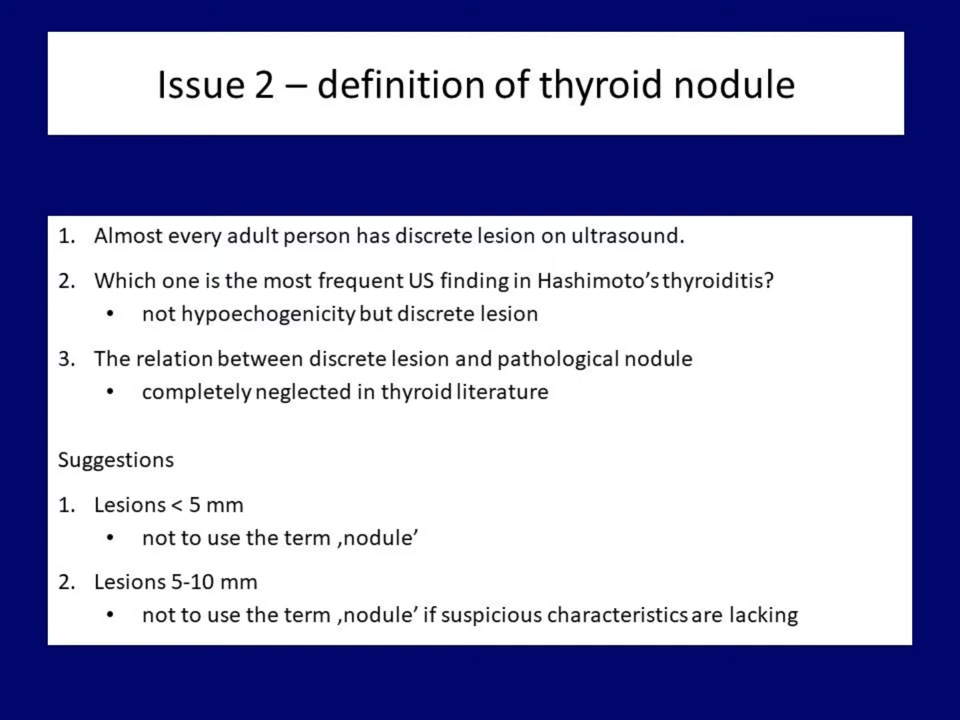 Issue 2 – definition of thyroid nodule
1. Almost every adult person has discrete lesion on ultrasound.
2. Which one is the most frequent US finding in Hashimoto’s thyroiditis?
• not hypoechogenicity but discrete lesion
3. The relation between discrete lesion and pathological nodule
• completely neglected in thyroid literature
Suggestions
1. Lesions < 5 mm
• not to use the term ‚nodule’
2. Lesions 5-10 mm
• not to use the term ‚nodule’ if suspicious characteristics are lacking